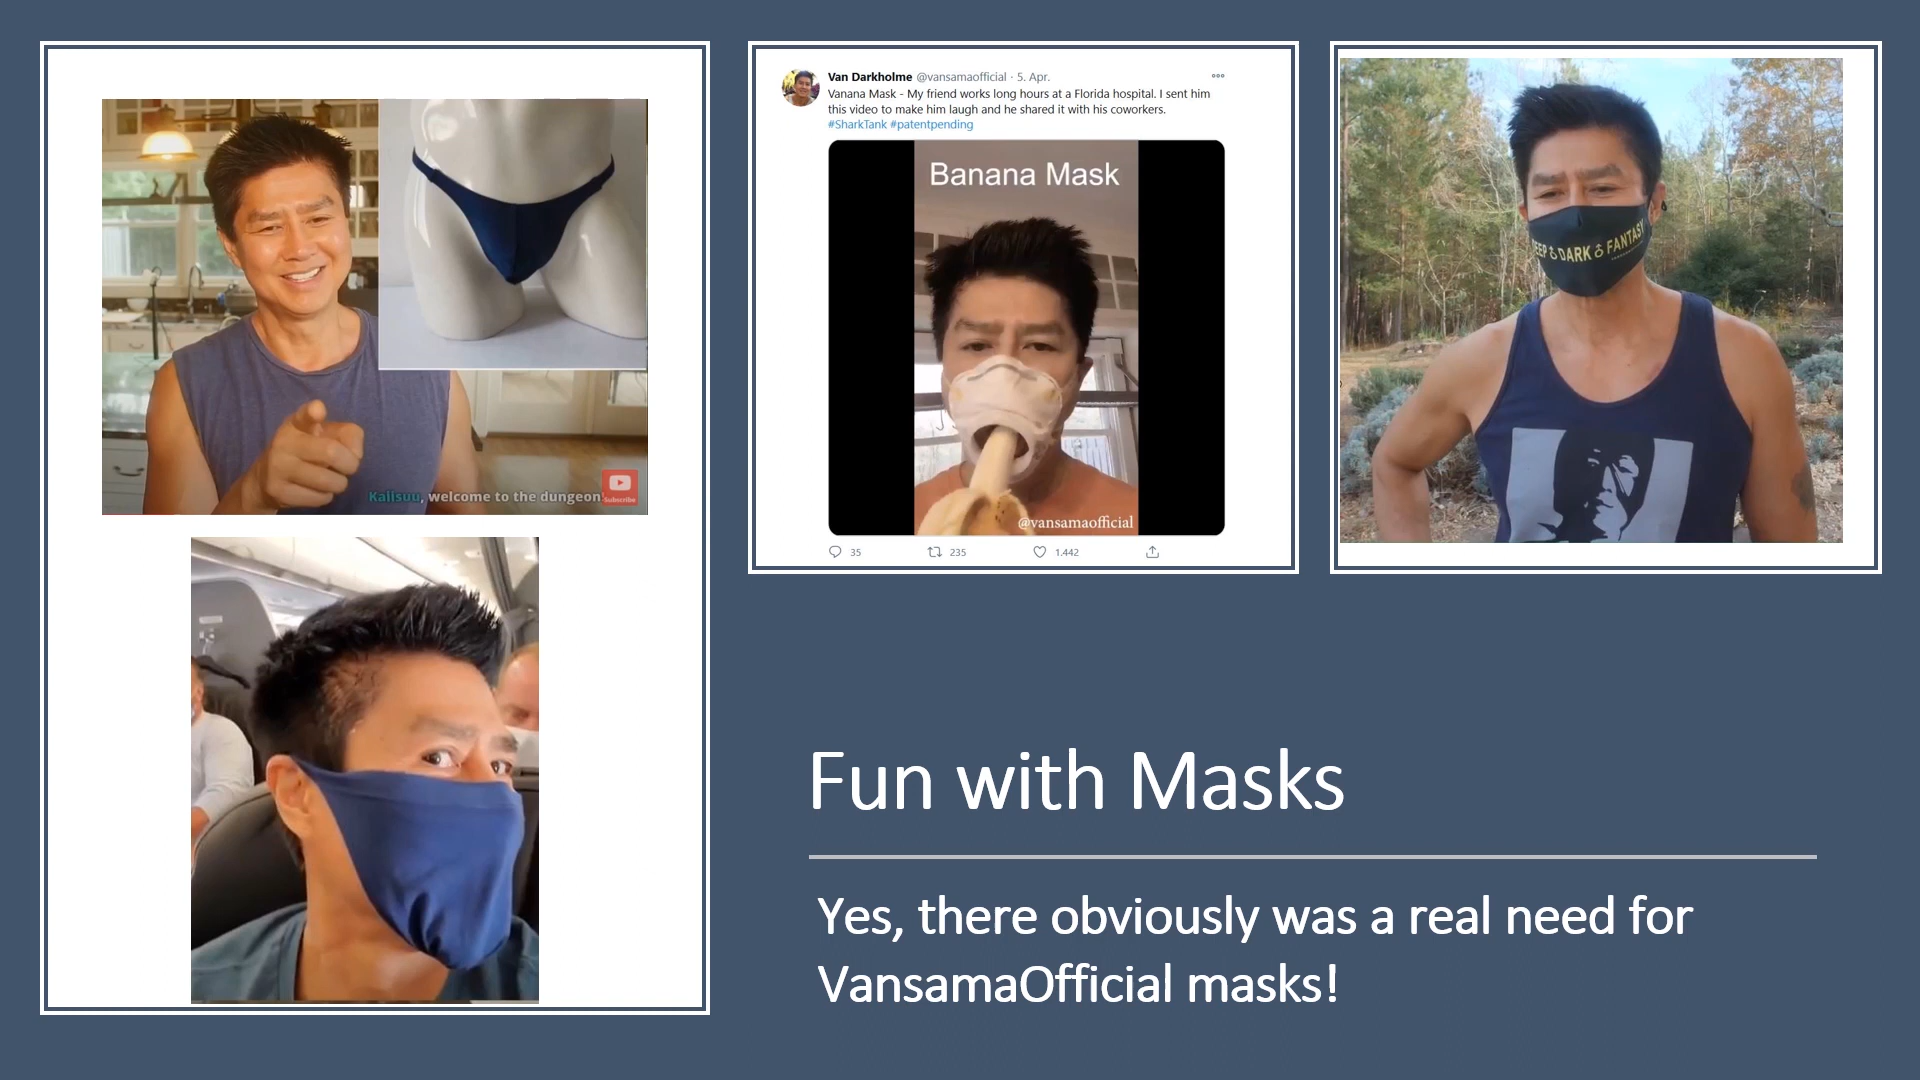 Kalisuu, welcome to the dungeon!
Subscribe
Van Darkholme @vansamaofficial · 5. Apr.
Vanana Mask - My friend works long hours at a Florida hospital. I sent him
this video to make him laugh and he shared it with his coworkers.
#SharkTank #patentpending
Banana Mask
@vansamaofficial
35 235 1.442
DARK ♂ FANTASY
Fun with Masks
Yes, there obviously was a real need for
VansamaOfficial masks!